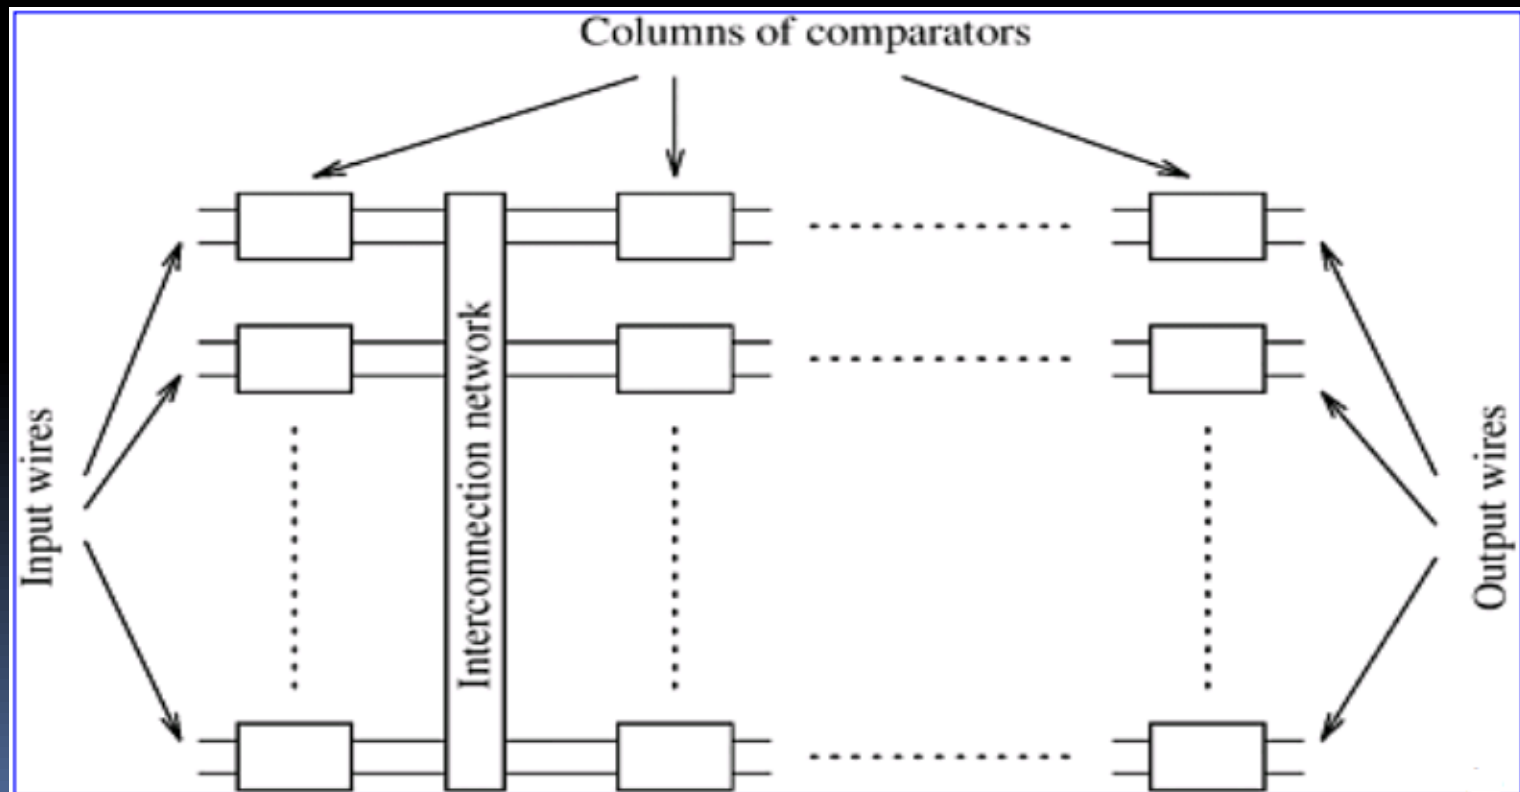 Columns of comparators
Input wires
Interconnection network
Output wires